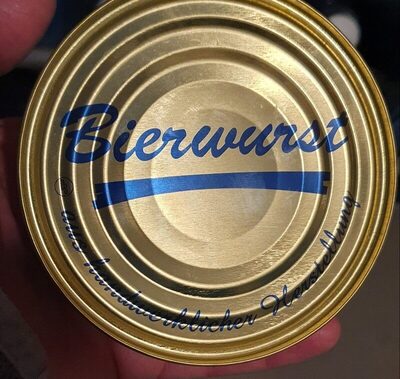 Bierwurst
aus handwerklicher Herstellung